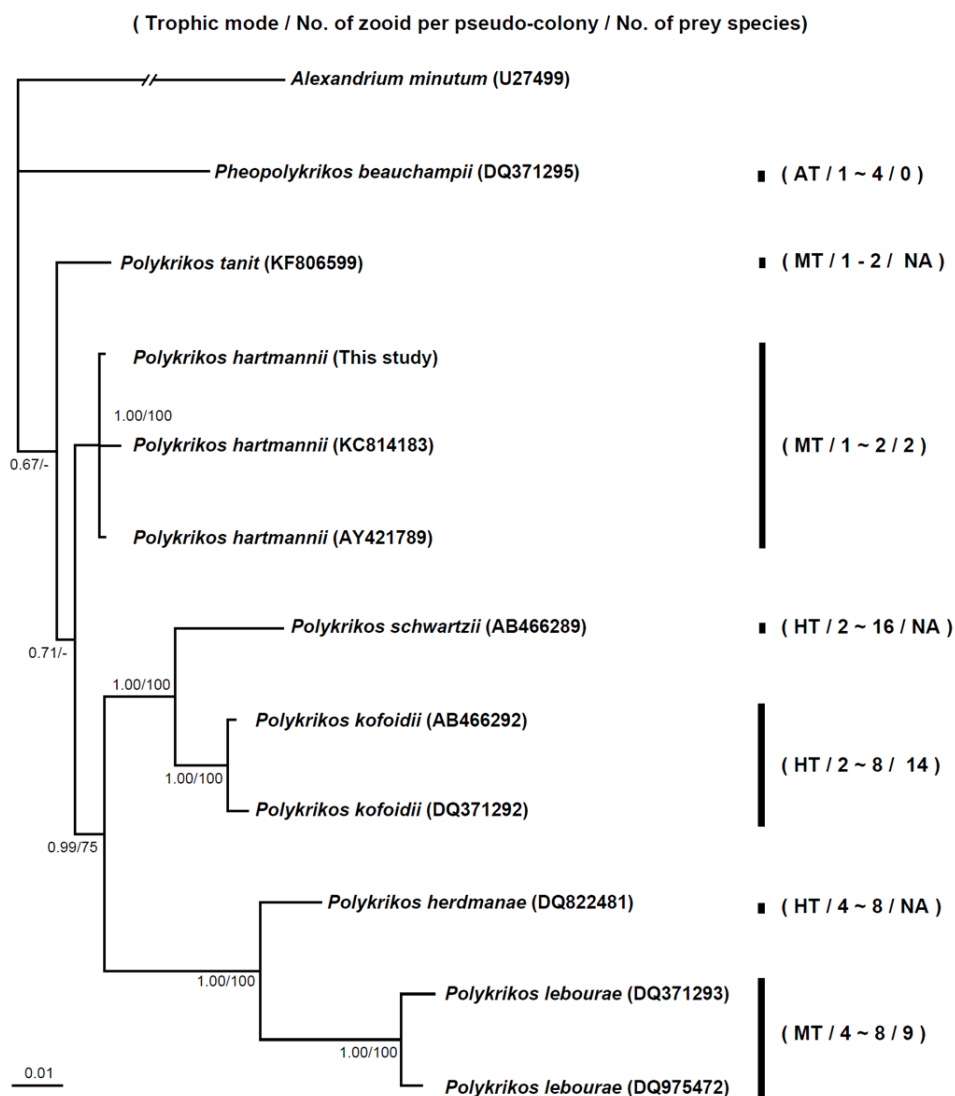 ( Trophic mode / No. of zooid per pseudo-colony / No. of prey species)
Alexandrium minutum (U27499)
Pheopolykrikos beauchampii (DQ371295)
( AT / 1 ~ 4 / 0 )
Polykrikos tanit (KF806599)
( MT / 1 - 2 / NA )
Polykrikos hartmannii (This study)
1.00/100
Polykrikos hartmannii (KC814183)
( MT / 1 ~ 2 / 2 )
0.67/-
Polykrikos hartmannii (AY421789)
Polykrikos schwartzii (AB466289)
( HT / 2 ~ 16 / NA )
0.71/-
1.00/100
Polykrikos kofoidii (AB466292)
1.00/100
( HT / 2 ~ 8 / 14 )
Polykrikos kofoidii (DQ371292)
0.99/75
Polykrikos herdmanae (DQ822481)
( HT / 4 ~ 8 / NA )
1.00/100
Polykrikos lebourae (DQ371293)
( MT / 4 ~ 8 / 9 )
1.00/100
0.01
Polykrikos lebourae (DQ975472)